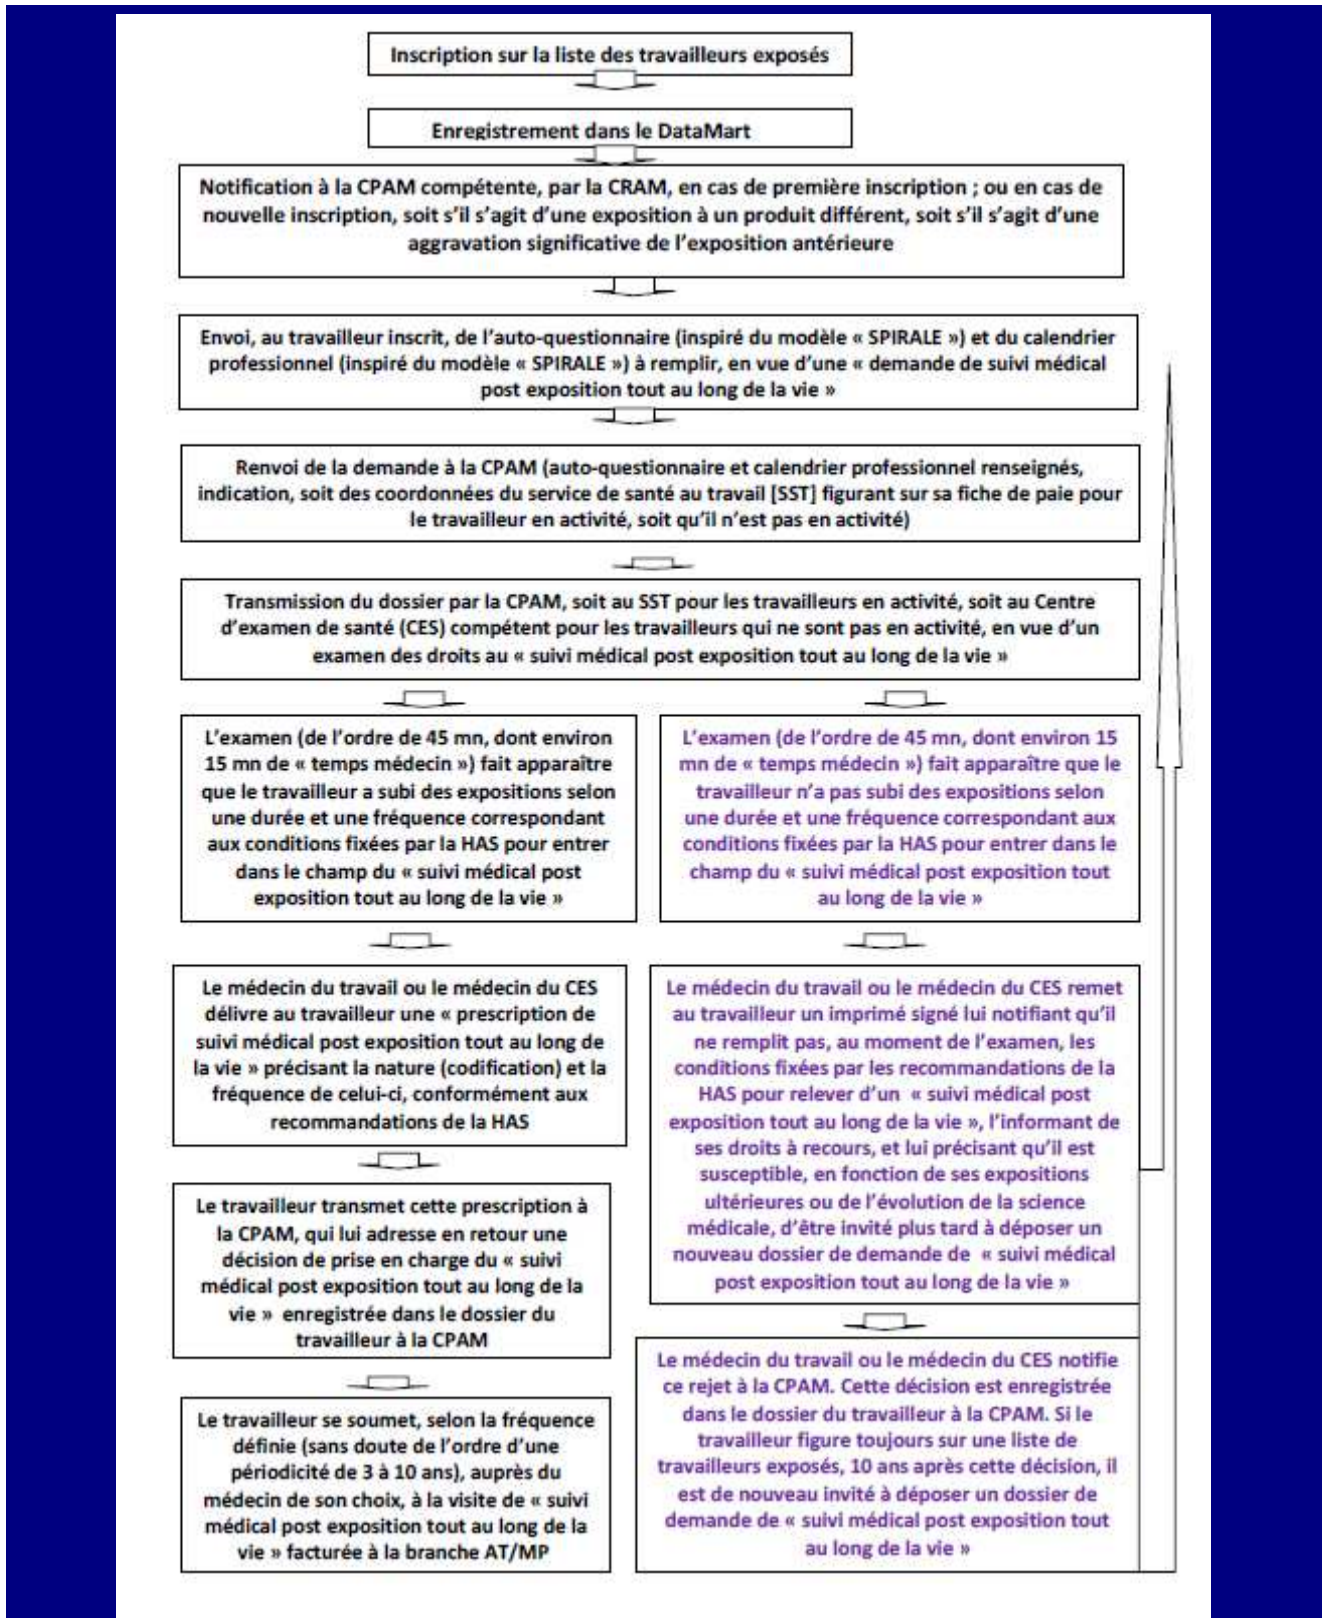 Inscription sur la liste des travailleurs exposés
Enregistrement dans le DataMart
Notification à la CPAM compétente, par la CRAM, en cas de première inscription ; ou en cas de
nouvelle inscription, soit s'il s'agit d'une exposition à un produit différent, soit s'il s'agit d'une
aggravation significative de l'exposition antérieure
Envoi, au travailleur inscrit, de l'auto-questionnaire (inspiré du modèle « SPIRALE ») et du calendrier
professionnel (inspiré du modèle « SPIRALE ») à remplir, en vue d'une « demande de suivi médical
post exposition tout au long de la vie »
Renvoi de la demande à la CPAM (auto-questionnaire et calendrier professionnel renseignés,
indication, soit des coordonnées du service de santé au travail [SST] figurant sur sa fiche de paie pour
le travailleur en activité, soit qu'il n'est pas en activité)
Transmission du dossier par la CPAM, soit au SST pour les travailleurs en activité, soit au Centre
d'examen de santé (CES) compétent pour les travailleurs qui ne sont pas en activité, en vue d'un
examen des droits au « suivi médical post exposition tout au long de la vie »
L'examen (de l'ordre de 45 mn, dont environ
15 mn de « temps médecin ») fait apparaître
que le travailleur a subi des expositions selon
une durée et une fréquence correspondant
aux conditions fixées par la HAS pour entrer
dans le champ du « suivi médical post
exposition tout au long de la vie »
L'examen (de l'ordre de 45 mn, dont environ 15
mn de « temps médecin ») fait apparaître que le
travailleur n'a pas subi des expositions selon
une durée et une fréquence correspondant aux
conditions fixées par la HAS pour entrer dans le
champ du « suivi médical post exposition tout
au long de la vie »
Le médecin du travail ou le médecin du CES
délivre au travailleur une « prescription de
suivi médical post exposition tout au long de
la vie » précisant la nature (codification) et la
fréquence de celui-ci, conformément aux
recommandations de la HAS
Le médecin du travail ou le médecin du CES remet
au travailleur un imprimé signé lui notifiant qu'il
ne remplit pas, au moment de l'examen, les
conditions fixées par les recommandations de la
HAS pour relever d'un « suivi médical post
exposition tout au long de la vie », l'informant de
ses droits à recours, et lui précisant qu'il est
susceptible, en fonction de ses expositions
ultérieures ou de l'évolution de la science
médicale, d'être invité plus tard à déposer un
nouveau dossier de demande de « suivi médical
post exposition tout au long de la vie »
Le travailleur transmet cette prescription à
la CPAM, qui lui adresse en retour une
décision de prise en charge du « suivi
médical post exposition tout au long de la
vie » enregistrée dans le dossier du
travailleur à la CPAM
Le médecin du travail ou le médecin du CES notifie
ce rejet à la CPAM. Cette décision est enregistrée
dans le dossier du travailleur à la CPAM. Si le
travailleur figure toujours sur une liste de
travailleurs exposés, 10 ans après cette décision, il
est de nouveau invité à déposer un dossier de
demande de « suivi médical post exposition tout
au long de la vie »
Le travailleur se soumet, selon la fréquence
définie (sans doute de l'ordre d'une
périodicité de 3 à 10 ans), auprès du
médecin de son choix, à la visite de « suivi
médical post exposition tout au long de la
vie » facturée à la branche AT/MP